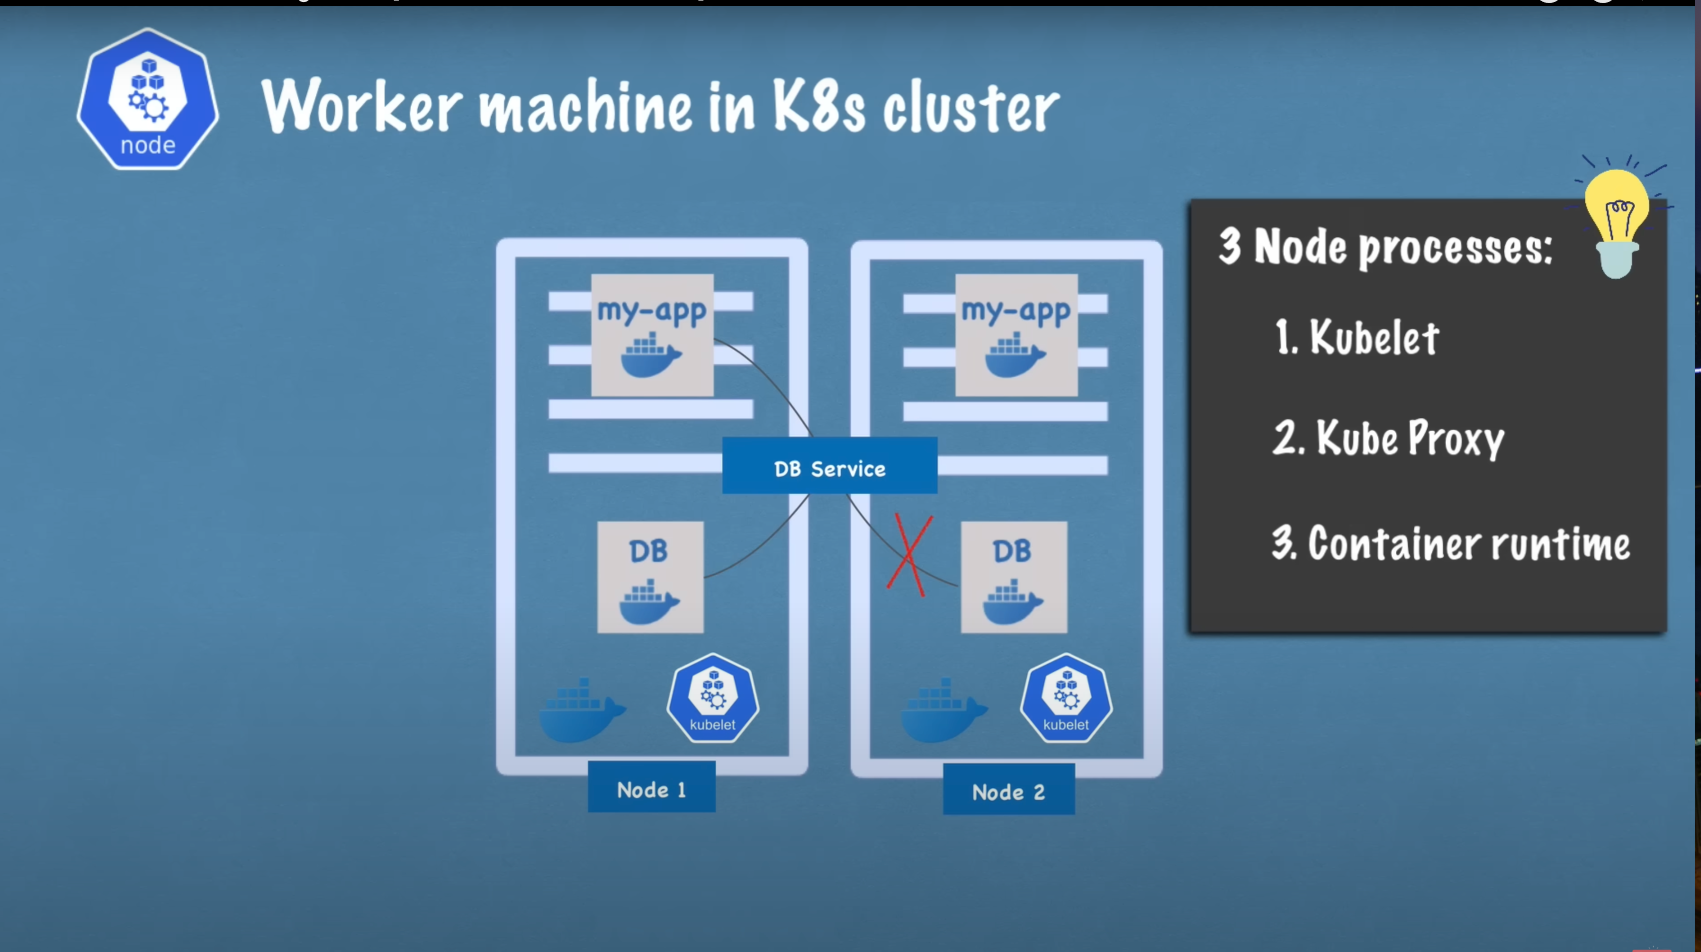 node
Worker machine in K8s cluster
3 Node processes:
1. Kubelet
2. Kube Proxy
3. Container runtime
my-app
my-app
DB Service
DB
DB
kubelet
kubelet
Node 1
Node 2